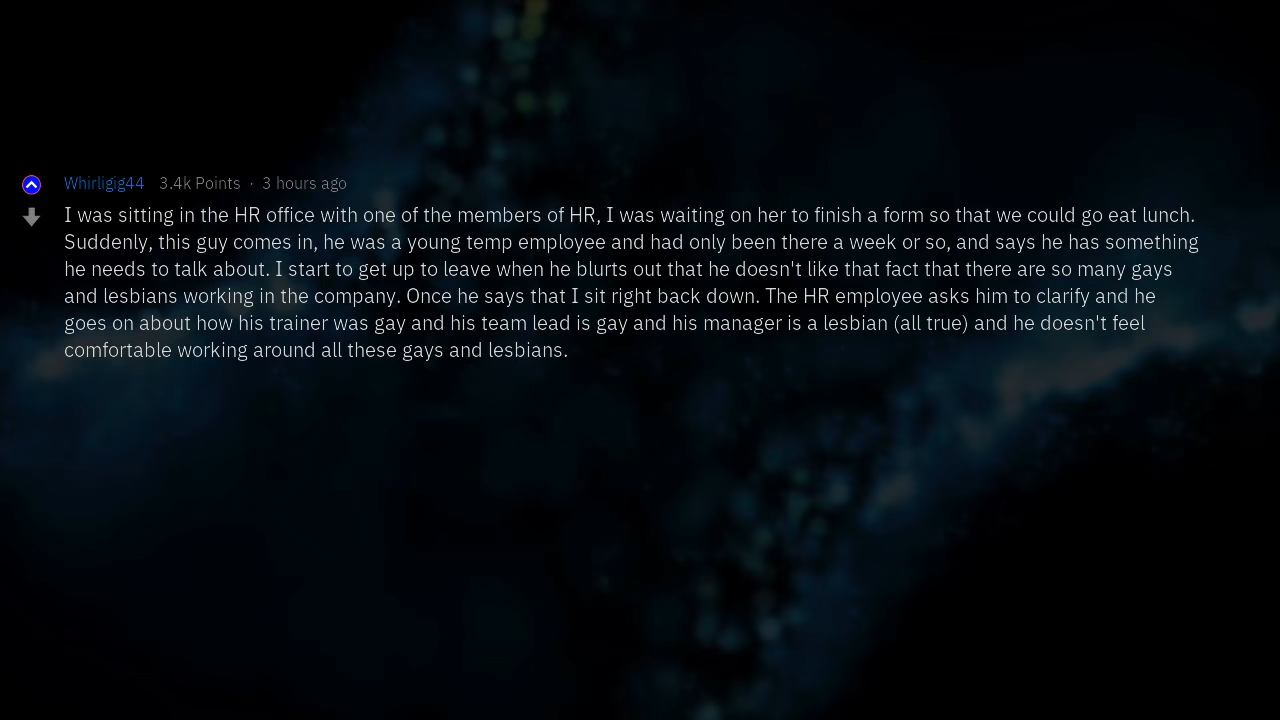 Whirligig44 3.4k Points · 3 hours ago
I was sitting in the HR office with one of the members of HR, I was waiting on her to finish a form so that we could go eat lunch.
Suddenly, this guy comes in, he was a young temp employee and had only been there a week or so, and says he has something
he needs to talk about. I start to get up to leave when he blurts out that he doesn't like that fact that there are so many gays
and lesbians working in the company. Once he says that I sit right back down. The HR employee asks him to clarify and he
goes on about how his trainer was gay and his team lead is gay and his manager is a lesbian (all true) and he doesn't feel
comfortable working around all these gays and lesbians.